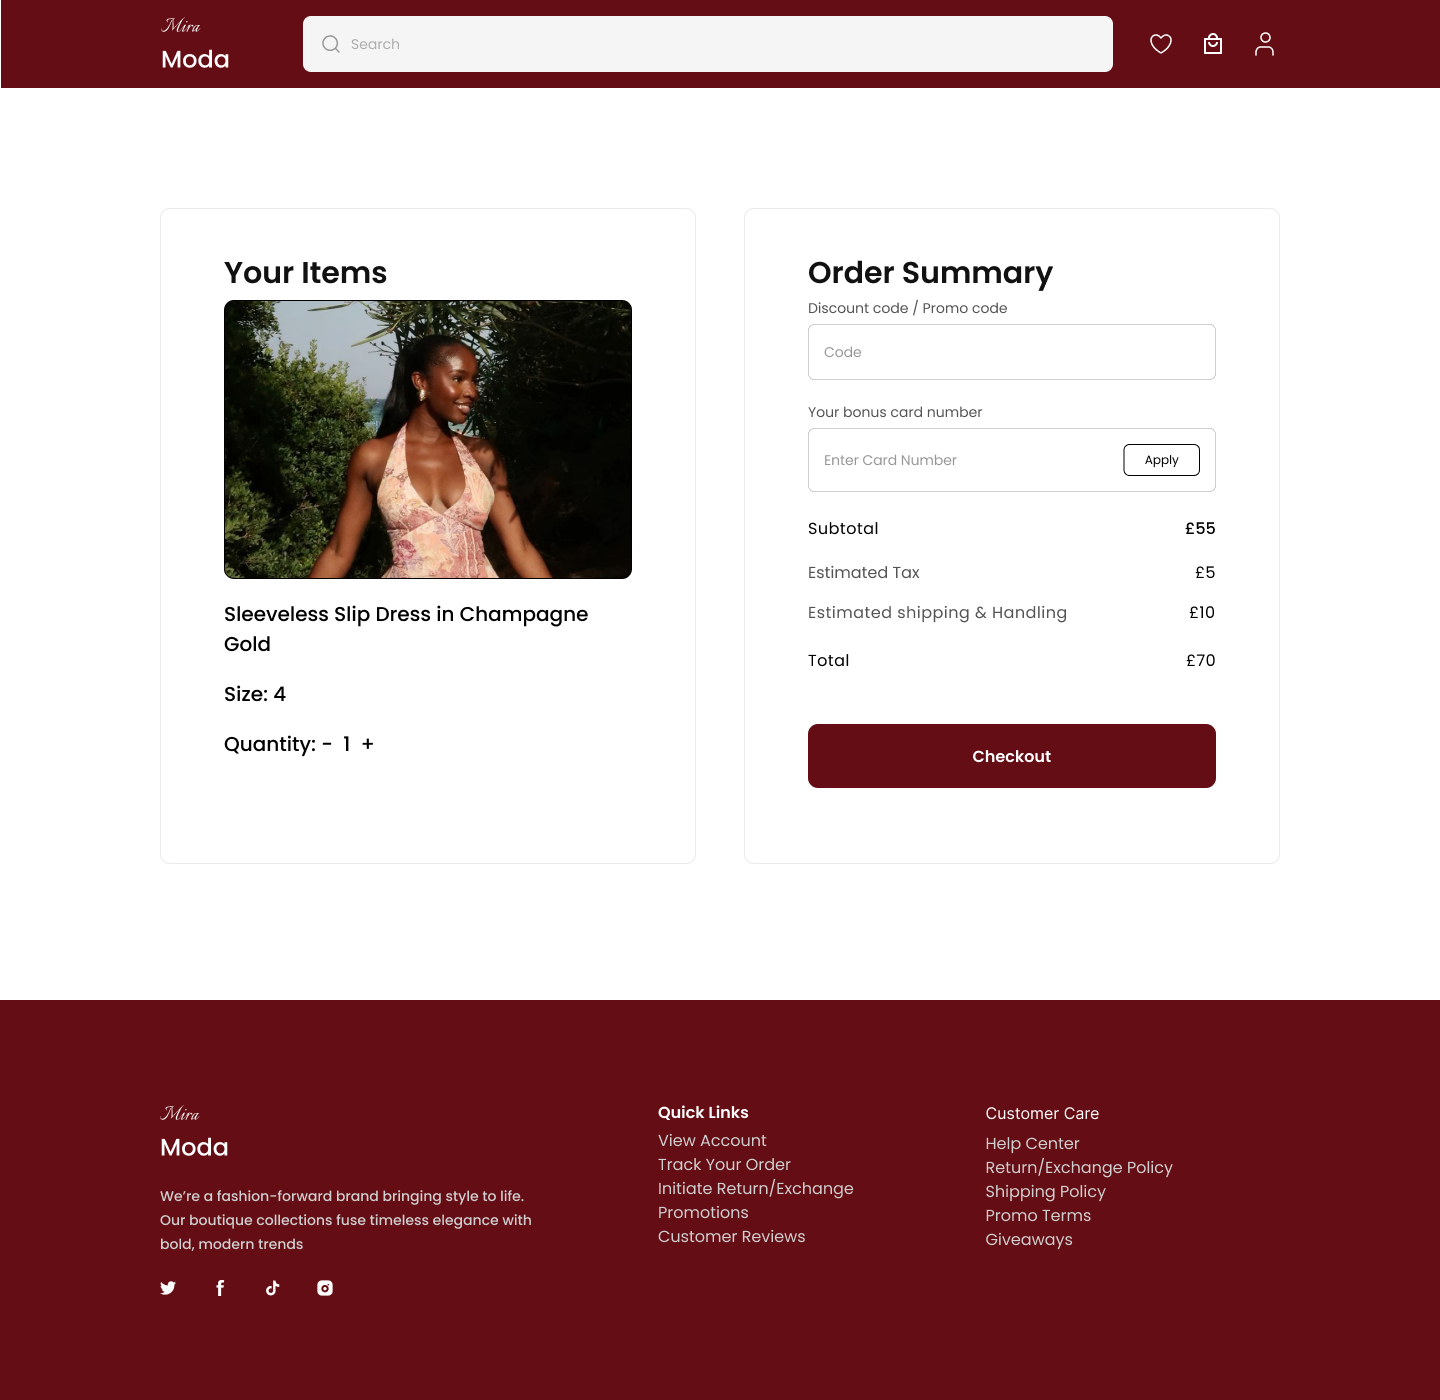 Mira
Moda
Search
Your Items
Sleeveless Slip Dress in Champagne
Gold
Size: 4
Quantity: - 1 +
Order Summary
Discount code / Promo code
Code
Your bonus card number
Enter Card Number
Apply
Subtotal £55
Estimated Tax £5
Estimated shipping & Handling £10
Total £70
Checkout
Mira
Moda
We’re a fashion-forward brand bringing style to life.
Our boutique collections fuse timeless elegance with
bold, modern trends
Quick Links
View Account
Track Your Order
Initiate Return/Exchange
Promotions
Customer Reviews
Customer Care
Help Center
Return/Exchange Policy
Shipping Policy
Promo Terms
Giveaways